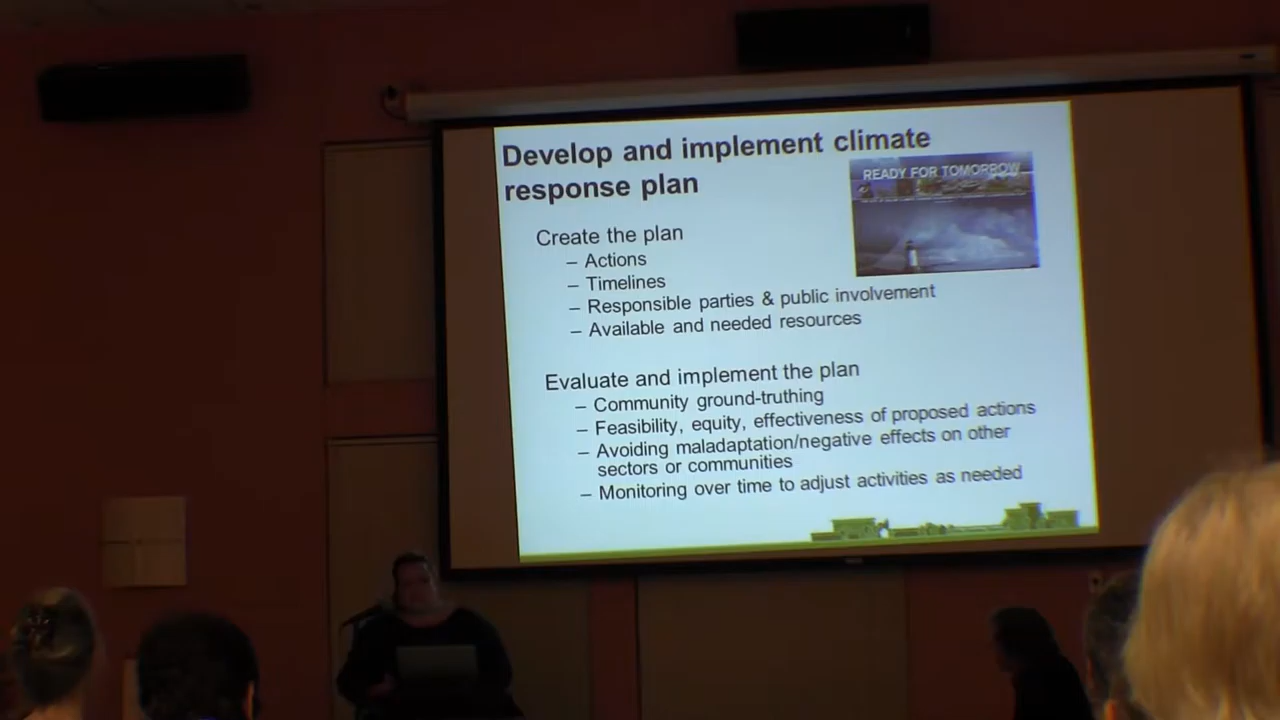 Develop and implement climate
response plan
READY FOR TOMORROW
Create the plan
– Actions
– Timelines
– Responsible parties & public involvement
– Available and needed resources
Evaluate and implement the plan
– Community ground-truthing
– Feasibility, equity, effectiveness of proposed actions
– Avoiding maladaptation/negative effects on other
sectors or communities
– Monitoring over time to adjust activities as needed